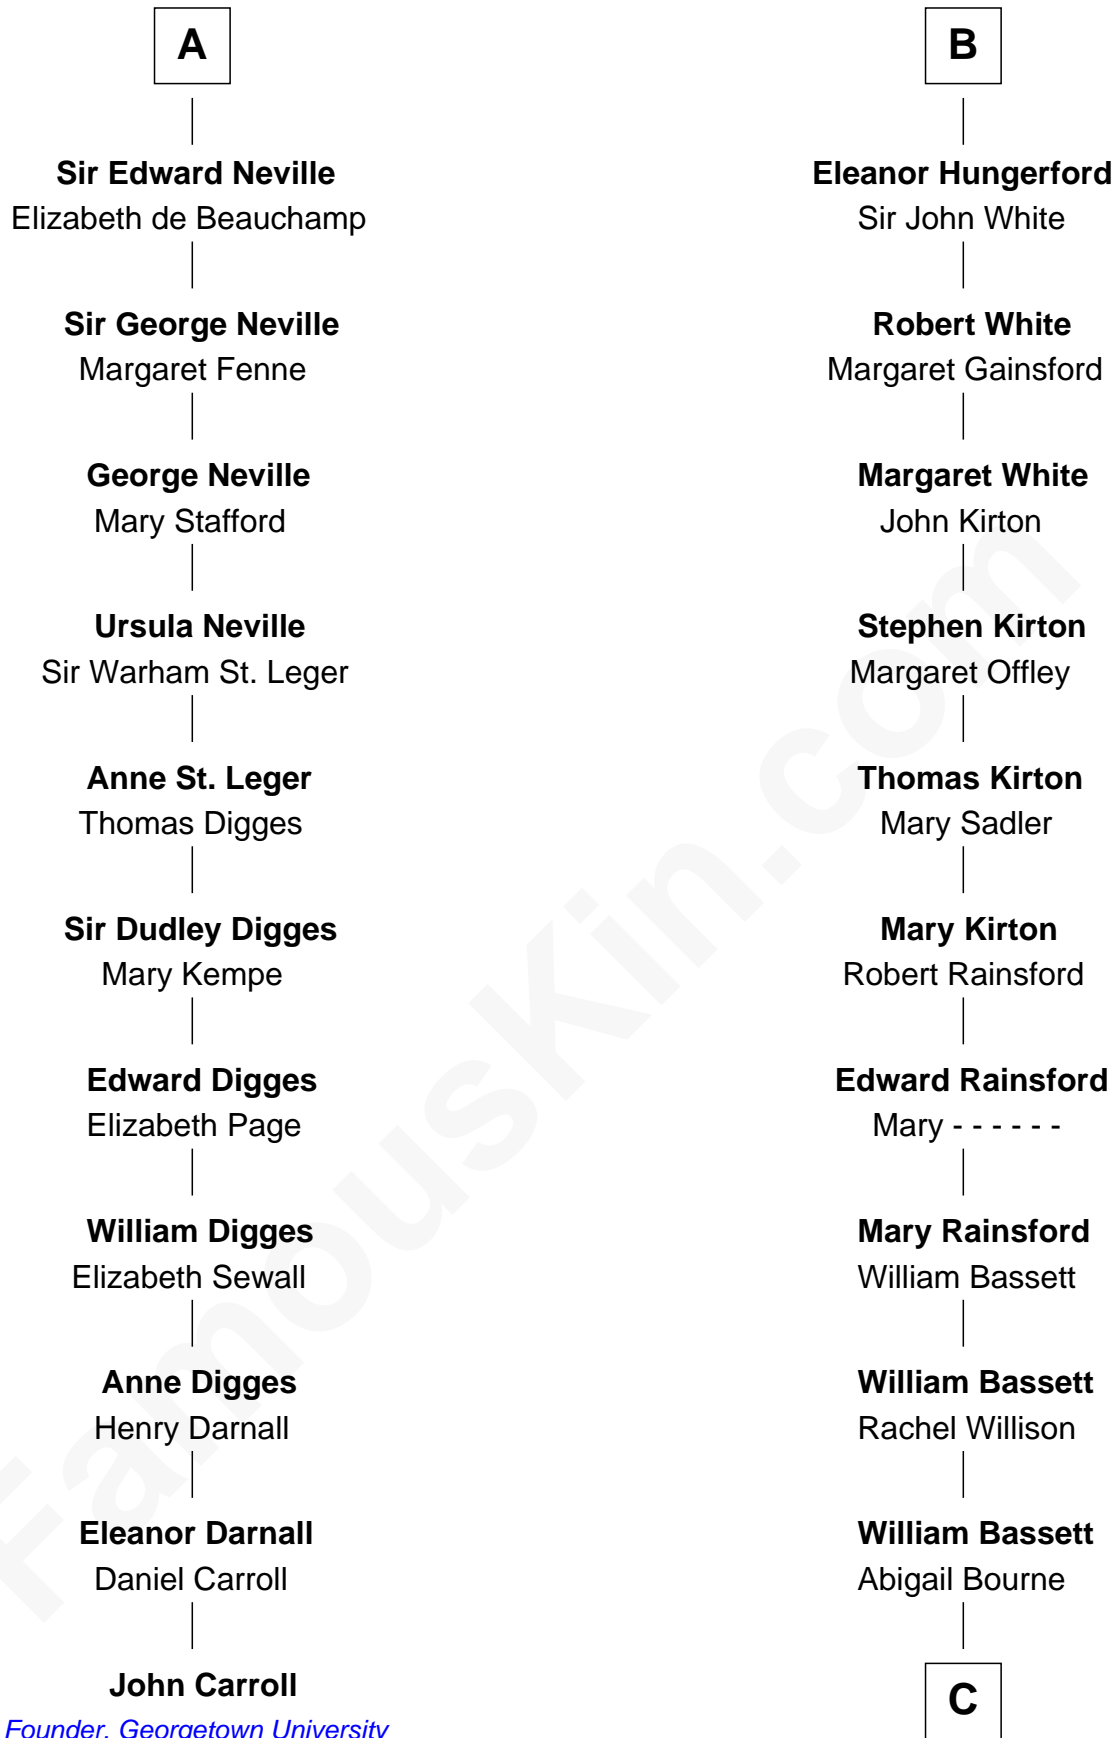 A
Sir Edward Neville
Elizabeth de Beauchamp
Sir George Neville
Margaret Fenne
George Neville
Mary Stafford
Ursula Neville
Sir Warham St. Leger
Anne St. Leger
Thomas Digges
Sir Dudley Digges
Mary Kempe
Edward Digges
Elizabeth Page
William Digges
Elizabeth Sewall
Anne Digges
Henry Darnall
Eleanor Darnall
Daniel Carroll
John Carroll
Founder, Georgetown University
B
Eleanor Hungerford
Sir John White
Robert White
Margaret Gainsford
Margaret White
John Kirton
Stephen Kirton
Margaret Offley
Thomas Kirton
Mary Sadler
Mary Kirton
Robert Rainsford
Edward Rainsford
Mary - - - - - -
Mary Rainsford
William Bassett
William Bassett
Rachel Willison
William Bassett
Abigail Bourne
C
FamousKin.com